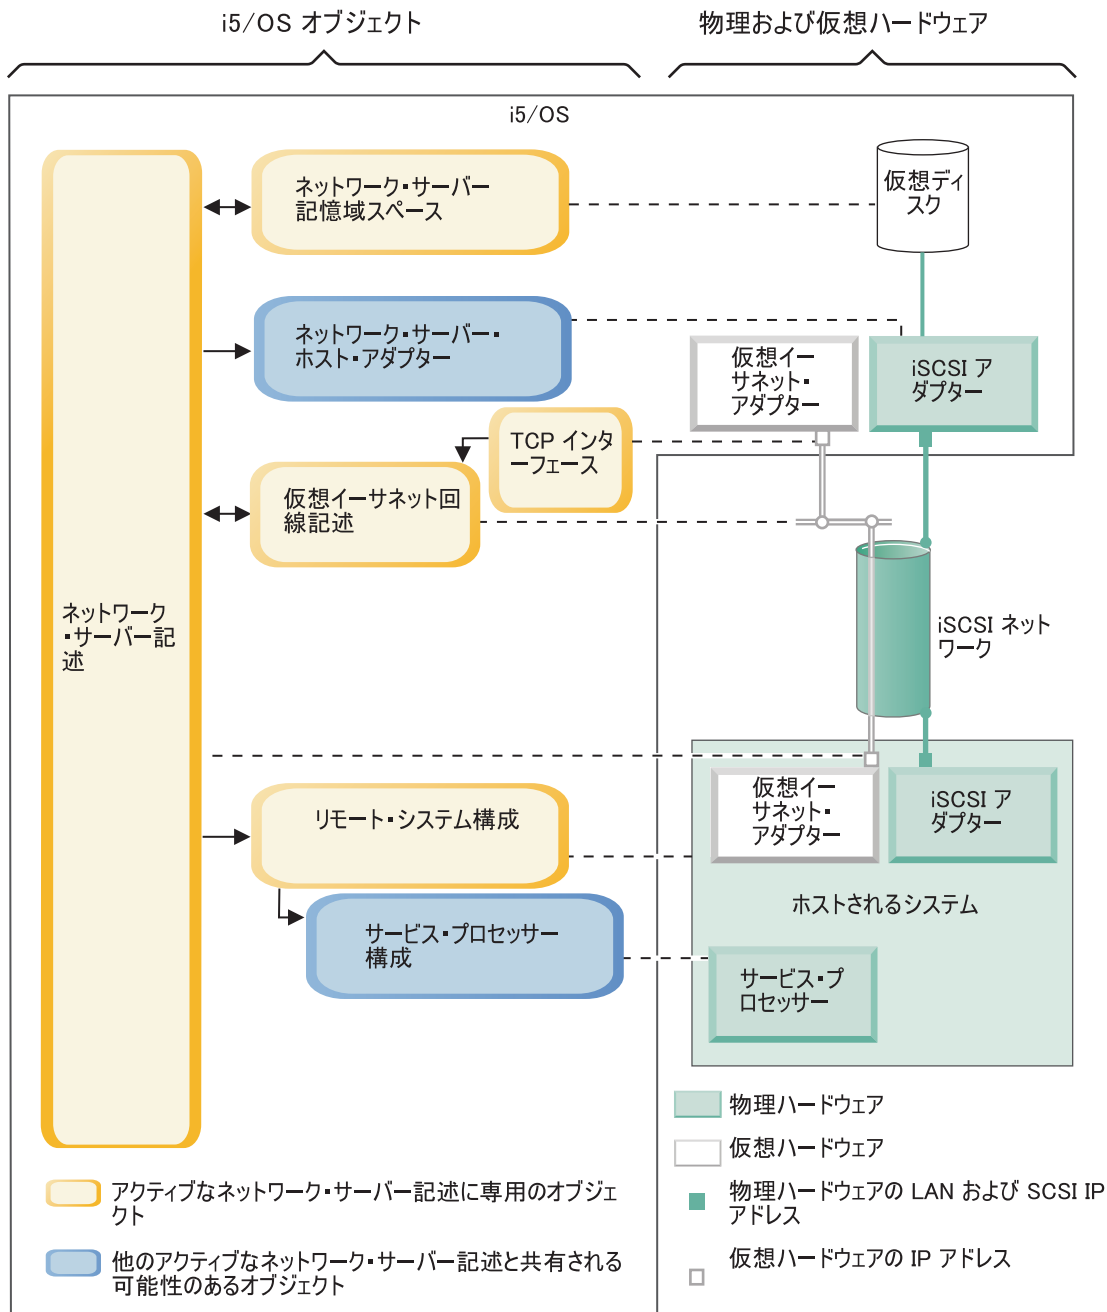 i5/OS オブジェクト
物理および仮想ハードウェア
i5/OS
ネットワーク・サーバー
記憶域スペース
仮想ディ
スク
ネットワーク・サーバー・
ホスト・アダプター
仮想イー
サネット・
アダプター
iSCSI ア
ダプター
TCP インタ
ーフェース
仮想イーサネット回
線記述
ネットワーク
・サーバー記
述
iSCSI ネット
ワーク
リモート・システム構成
仮想イー
サネット・
アダプター
iSCSI ア
ダプター
ホストされるシステム
サービス・プロセッサー
構成
サービス・プ
ロセッサー
物理ハードウェア
仮想ハードウェア
物理ハードウェアの LAN および SCSI IP
アドレス
仮想ハードウェアの IP アドレス
アクティブなネットワーク・サーバー記述に専用のオブジェ
クト
他のアクティブなネットワーク・サーバー記述と共有される
可能性のあるオブジェクト